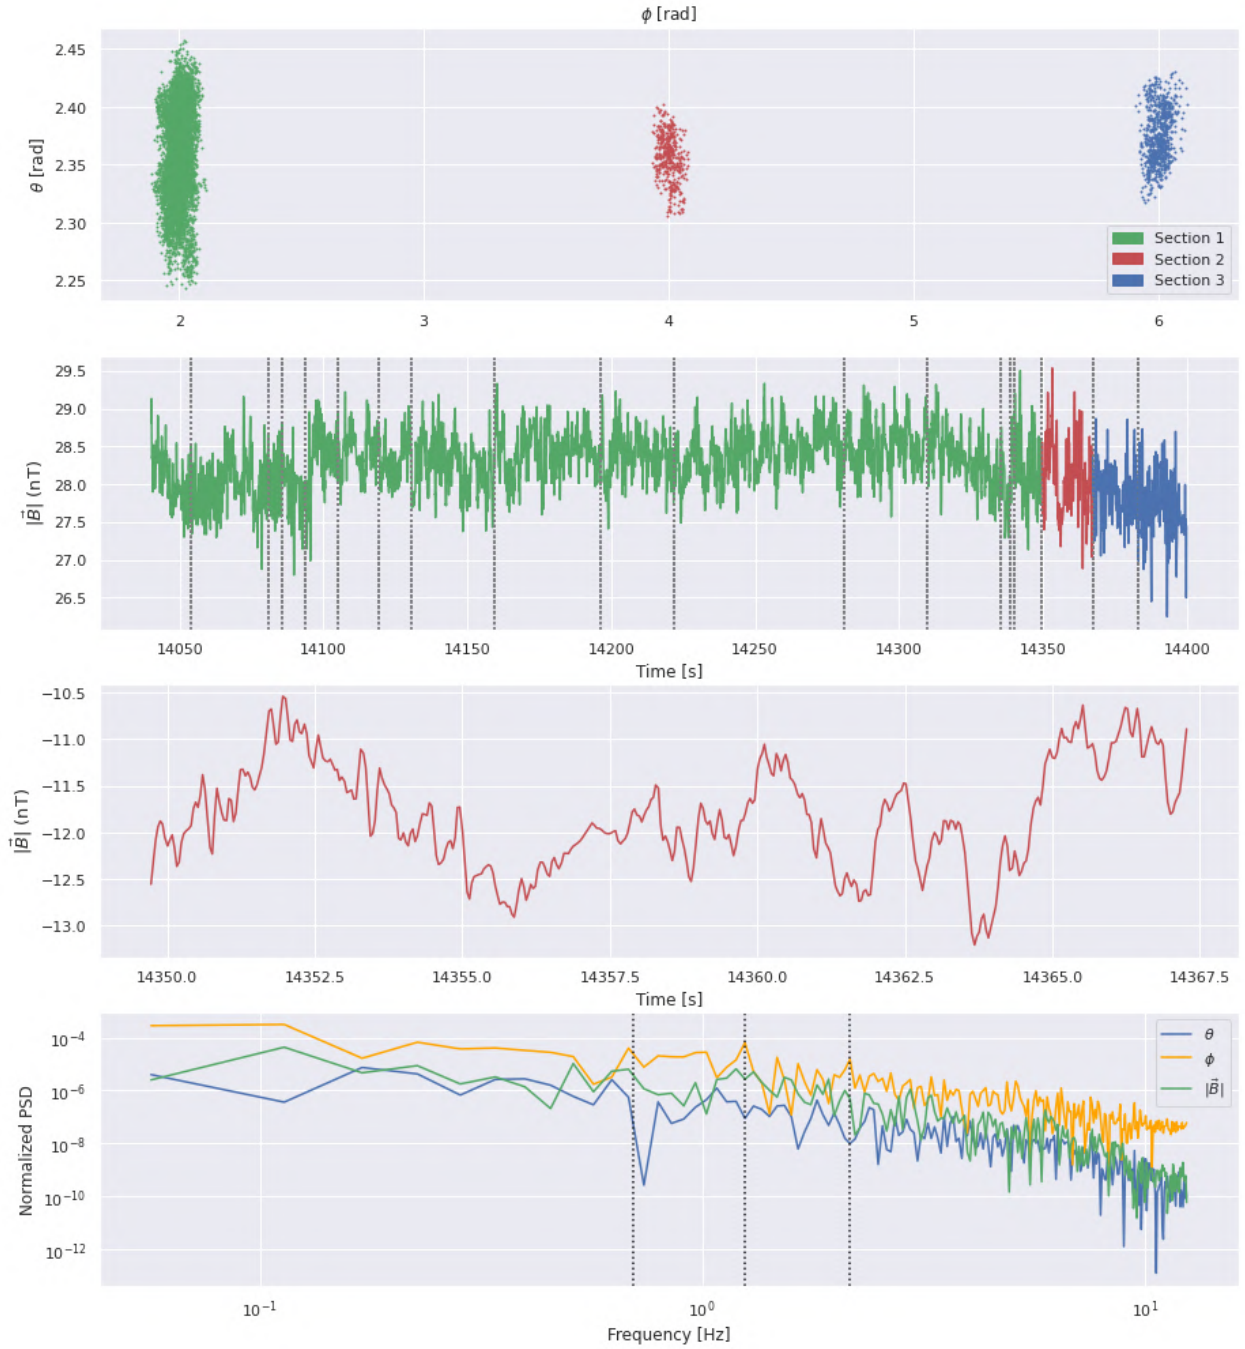 ϕ [rad]
2.45
2.40
2.35
2.30
2.25
θ [rad]
Section 1
Section 2
Section 3
2 3 4 5 6
29.5
29.0
28.5
28.0
27.5
27.0
26.5
|B⃗| (nT)
14050 14100 14150 14200 14250 14300 14350 14400
Time [s]
−10.5
−11.0
−11.5
−12.0
−12.5
−13.0
|B⃗| (nT)
14350.0 14352.5 14355.0 14357.5 14360.0 14362.5 14365.0 14367.5
Time [s]
10⁻⁴
10⁻⁶
10⁻⁸
10⁻¹⁰
10⁻¹²
Normalized PSD
θ
ϕ
|B⃗|
10⁻¹ 10⁰ 10¹
Frequency [Hz]